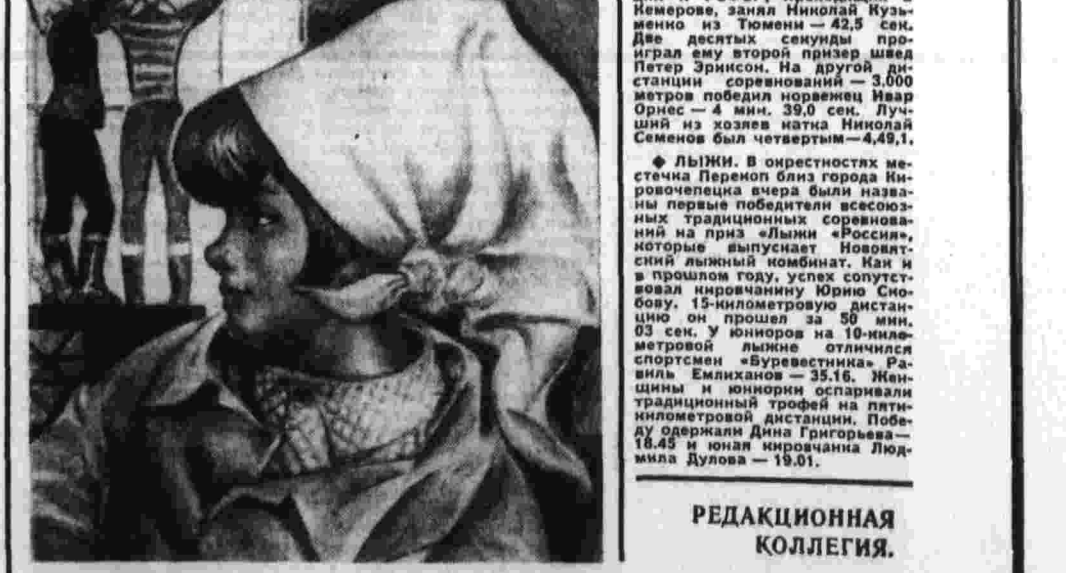 Кемерове, занял Николай Кузь-
менко из Тюмени — 42,5 сек.
Две десятых секунды про-
играл ему второй призер швед
Петер Эриксон. На другой ди-
станции соревнований — 3.000
метров победил норвежец Ивар
Орнес — 4 мин. 39,0 сек. Луч-
ший из хозяев катка Николай
Семенов был четвертым—4.49,1.
◆ ЛЫЖИ. В окрестностях ме-
стечка Перекоп близ города Ки-
ровочепецка вчера были назва-
ны первые победители всесоюз-
ных традиционных соревнова-
ний на приз «Лыжи «Россия»,
которые выпускает Нововят-
ский лыжный комбинат. Как и
в прошлом году, успех сопутст-
вовал кировчанину Юрию Ско-
бову. 15-километровую дистан-
цию он прошел за 50 мин.
03 сек. У юниоров на 10-кило-
метровой лыжне отличился
спортсмен «Буревестника» Ра-
виль Емлиханов — 35.16. Жен-
щины и юниорки оспаривали
традиционный трофей на пяти-
километровой дистанции. Побе-
ду одержали Дина Григорьева—
18.45 и юная кировчанка Люд-
мила Дулова — 19.01.
РЕДАКЦИОННАЯ
КОЛЛЕГИЯ.